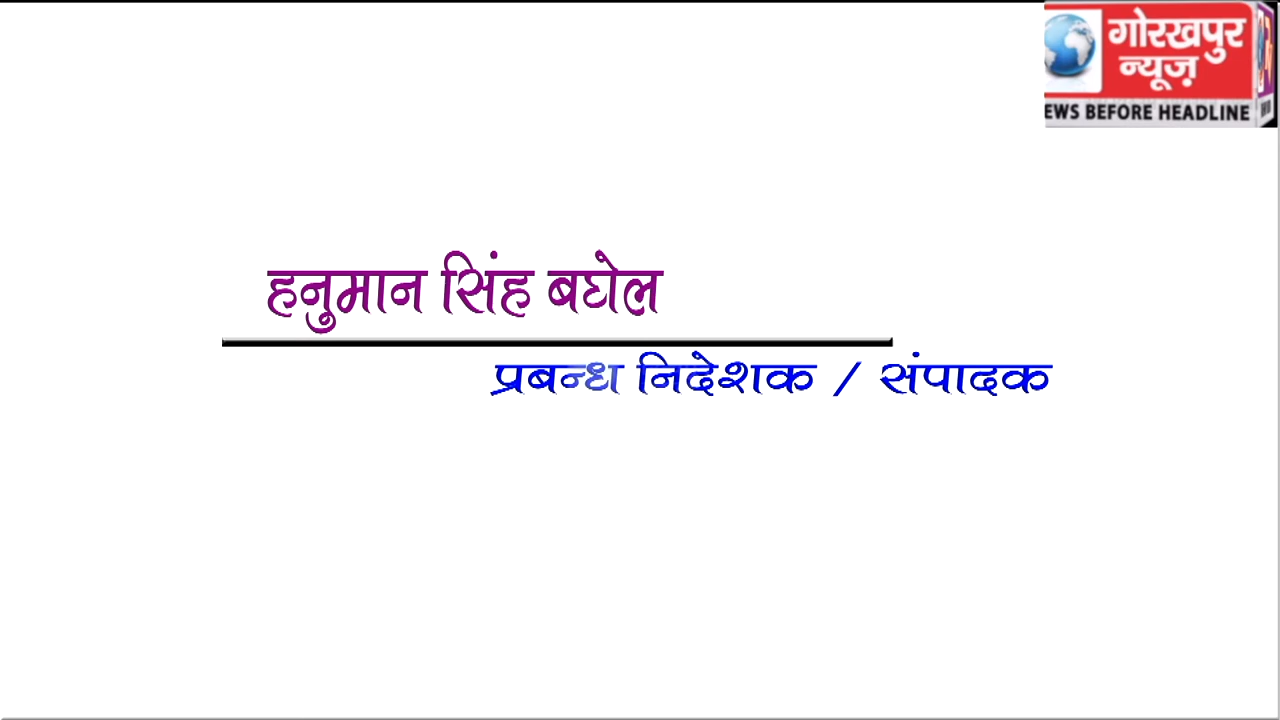 गोरखपुर
न्यूज़
EWS BEFORE HEADLINE
हनुमान सिंह बघेल
प्रबन्ध निदेशक / संपादक